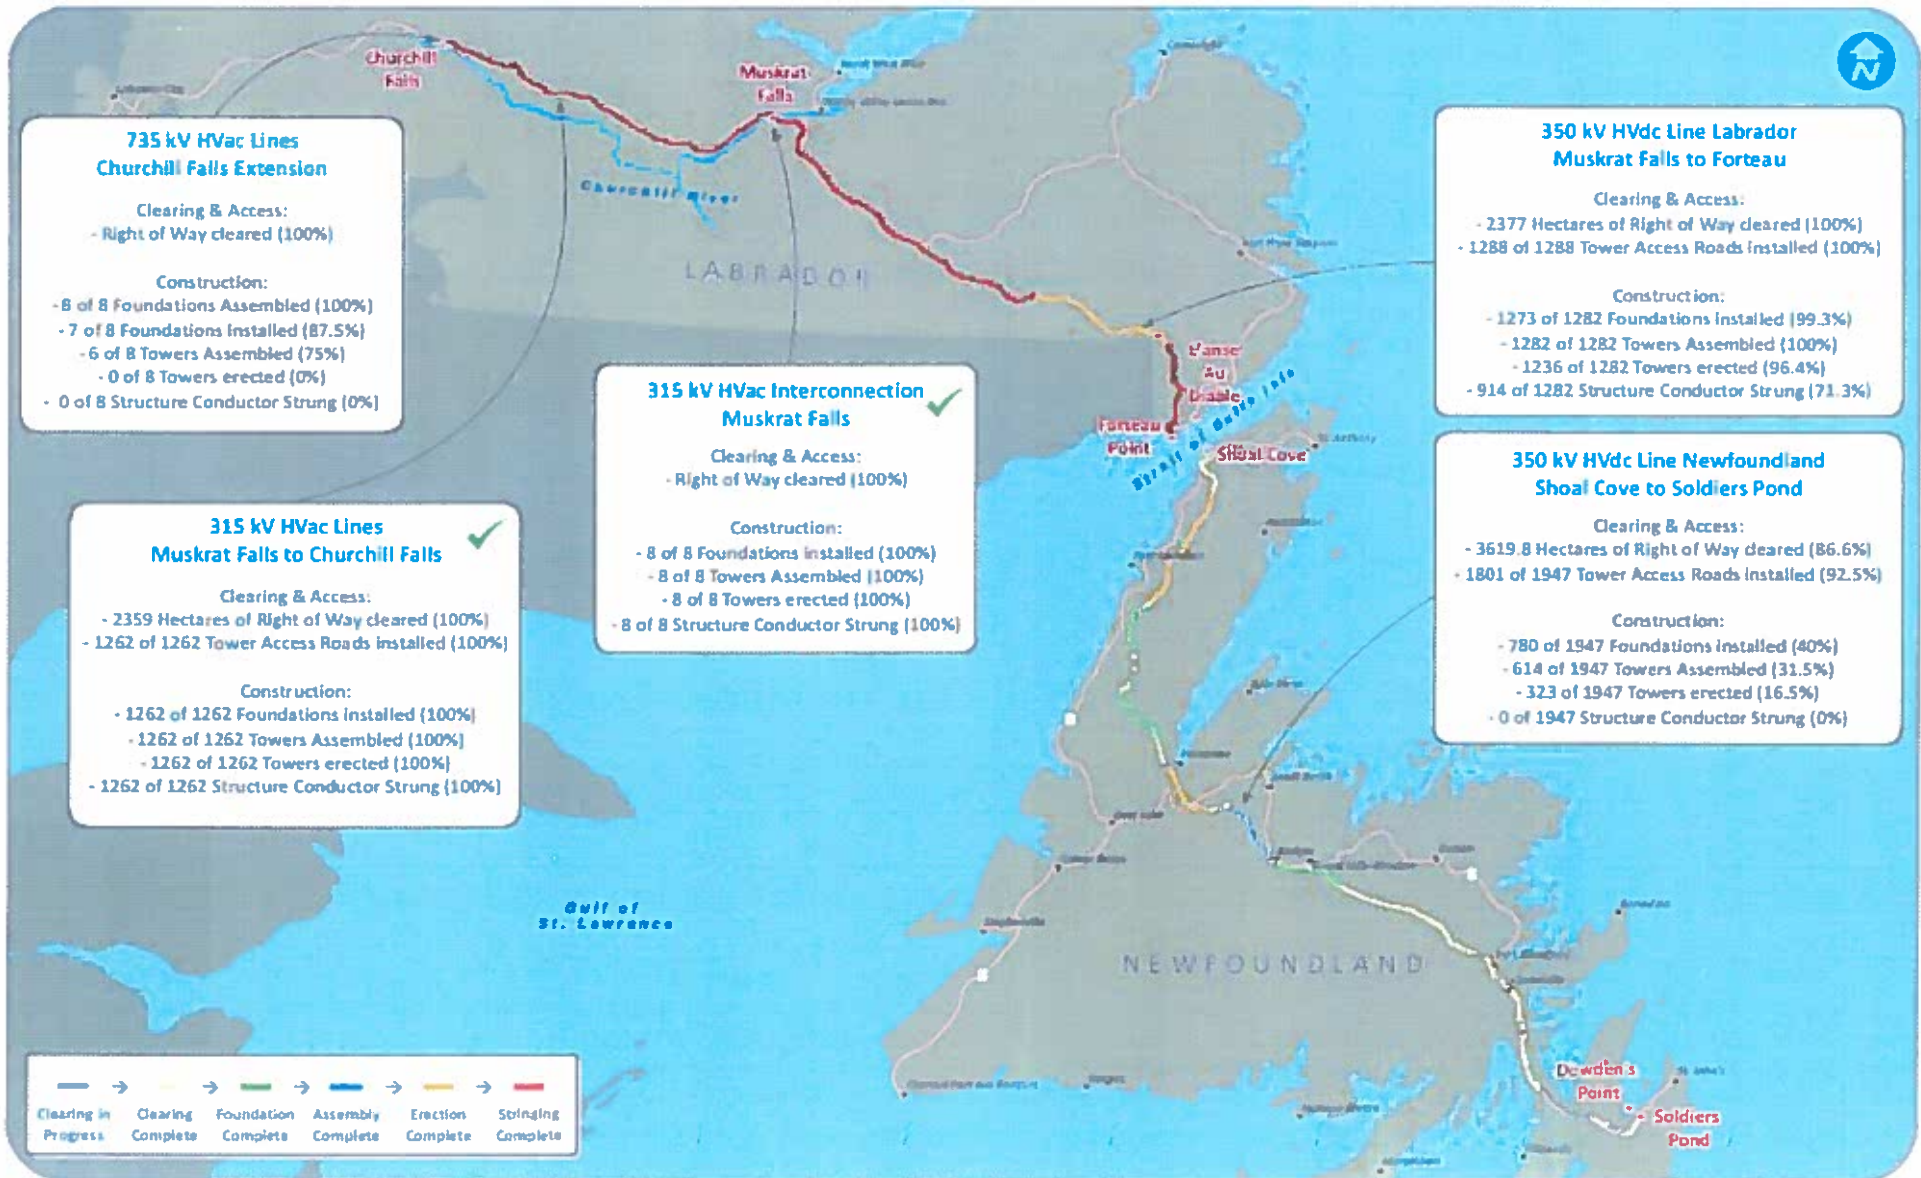 Churchill
Falls
Muskrat
Falls
Churchill River
LABRADOR
L'anse
Au
Diable
Forteau
Point
Strait of Belle Isle
Shoal Cove
St. Anthony
N
735 kV HVac Lines
Churchill Falls Extension
Clearing & Access:
- Right of Way cleared (100%)
Construction:
- 8 of 8 Foundations Assembled (100%)
- 7 of 8 Foundations Installed (87.5%)
- 6 of 8 Towers Assembled (75%)
- 0 of 8 Towers erected (0%)
- 0 of 8 Structure Conductor Strung (0%)
315 kV HVac Interconnection
Muskrat Falls
Clearing & Access:
- Right of Way cleared (100%)
Construction:
- 8 of 8 Foundations installed (100%)
- 8 of 8 Towers Assembled (100%)
- 8 of 8 Towers erected (100%)
- 8 of 8 Structure Conductor Strung (100%)
315 kV HVac Lines
Muskrat Falls to Churchill Falls
Clearing & Access:
- 2359 Hectares of Right of Way cleared (100%)
- 1262 of 1262 Tower Access Roads installed (100%)
Construction:
- 1262 of 1262 Foundations installed (100%)
- 1262 of 1262 Towers Assembled (100%)
- 1262 of 1262 Towers erected (100%)
- 1262 of 1262 Structure Conductor Strung (100%)
350 kV HVdc Line Labrador
Muskrat Falls to Forteau
Clearing & Access:
- 2377 Hectares of Right of Way cleared (100%)
- 1288 of 1288 Tower Access Roads installed (100%)
Construction:
- 1273 of 1282 Foundations installed (99.3%)
- 1282 of 1282 Towers Assembled (100%)
- 1236 of 1282 Towers erected (96.4%)
- 914 of 1282 Structure Conductor Strung (71.3%)
350 kV HVdc Line Newfoundland
Shoal Cove to Soldiers Pond
Clearing & Access:
- 3619.8 Hectares of Right of Way cleared (86.6%)
- 1801 of 1947 Tower Access Roads installed (92.5%)
Construction:
- 780 of 1947 Foundations installed (40%)
- 614 of 1947 Towers Assembled (31.5%)
- 323 of 1947 Towers erected (16.5%)
- 0 of 1947 Structure Conductor Strung (0%)
Gulf of
St. Lawrence
NEWFOUNDLAND
Dowden's
Point
St. John's
Soldiers
Pond
Clearing in
Progress
Clearing
Complete
Foundation
Complete
Assembly
Complete
Erection
Complete
Stringing
Complete